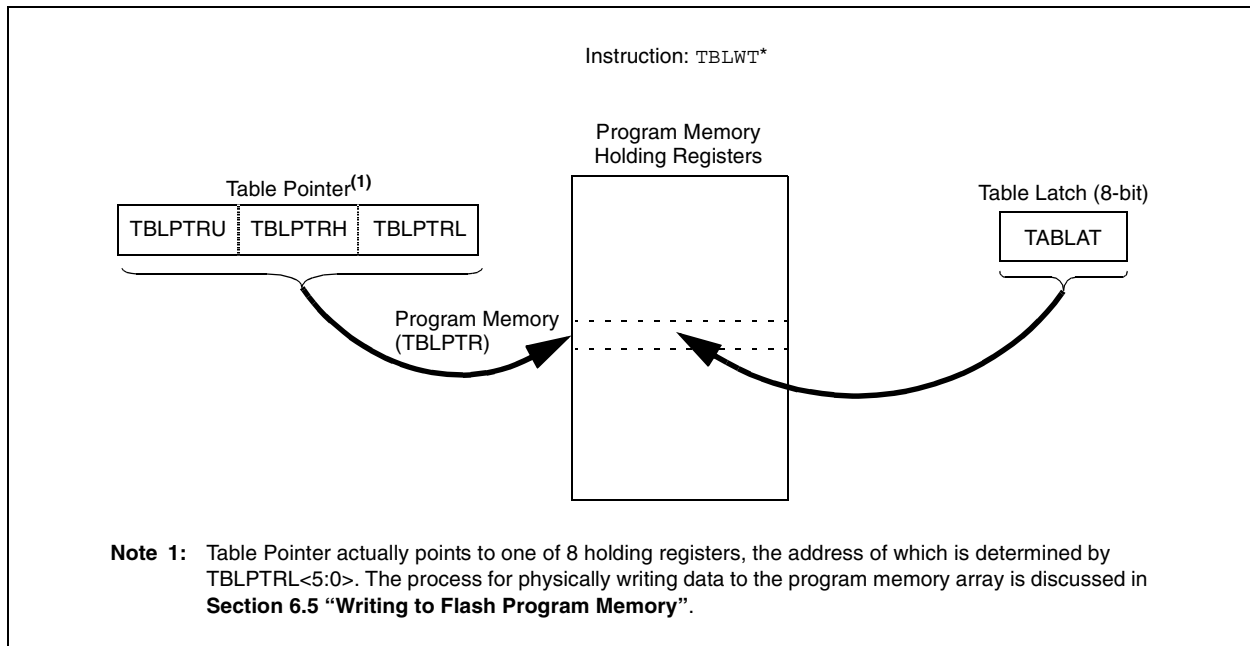 Instruction: TBLWT*
Program Memory
Holding Registers
Table Pointer(1)
Table Latch (8-bit)
TBLPTRU TBLPTRH TBLPTRL
TABLAT
Program Memory
(TBLPTR)
Note 1: Table Pointer actually points to one of 8 holding registers, the address of which is determined by
TBLPTRL<5:0>. The process for physically writing data to the program memory array is discussed in
Section 6.5 “Writing to Flash Program Memory”.